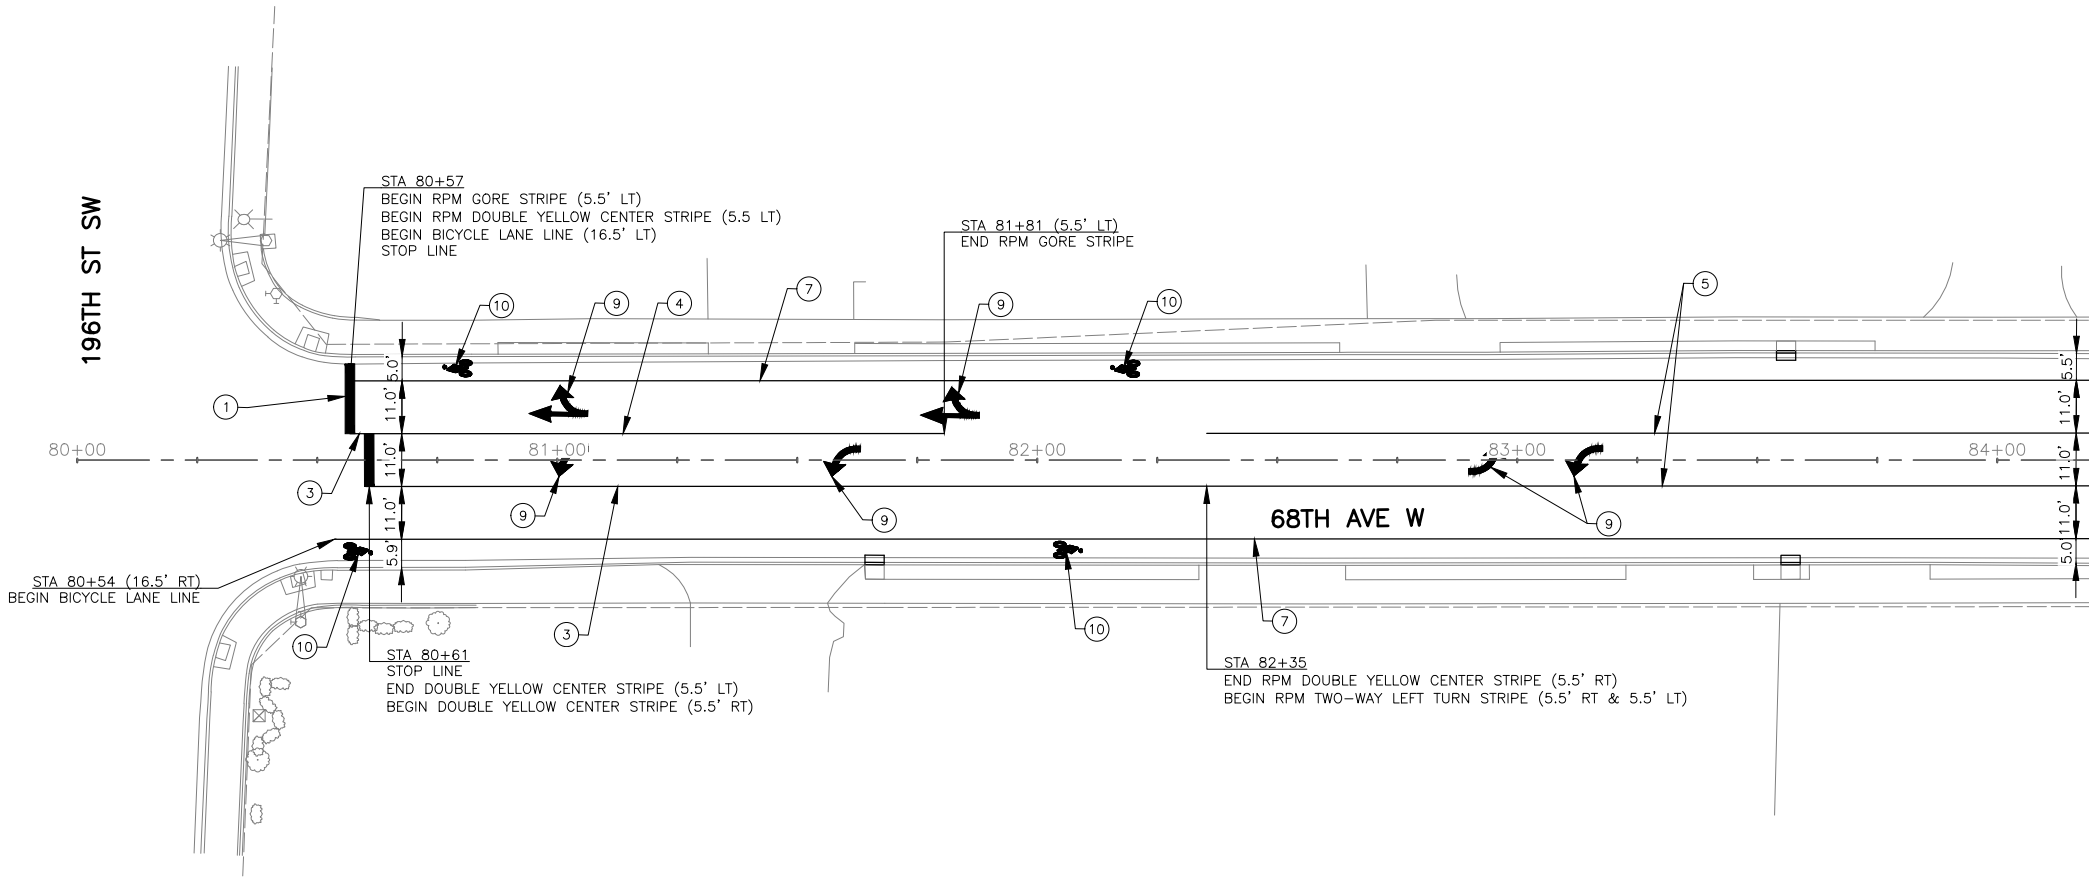 196TH ST SW
STA 80+57
BEGIN RPM GORE STRIPE (5.5' LT)
BEGIN RPM DOUBLE YELLOW CENTER STRIPE (5.5 LT)
BEGIN BICYCLE LANE LINE (16.5' LT)
STOP LINE
STA 81+81 (5.5' LT)
END RPM GORE STRIPE
10
9
4
7
9
10
5
1
5.0'
11.0'
11.0'
11.0'
5.9'
5.5'
11.0'
11.0'
11.0'
5.0'
80+00
81+00
82+00
83+00
84+00
3
9
9
9
68TH AVE W
STA 80+54 (16.5' RT)
BEGIN BICYCLE LANE LINE
10
3
10
7
STA 80+61
STOP LINE
END DOUBLE YELLOW CENTER STRIPE (5.5' LT)
BEGIN DOUBLE YELLOW CENTER STRIPE (5.5' RT)
STA 82+35
END RPM DOUBLE YELLOW CENTER STRIPE (5.5' RT)
BEGIN RPM TWO-WAY LEFT TURN STRIPE (5.5' RT & 5.5' LT)